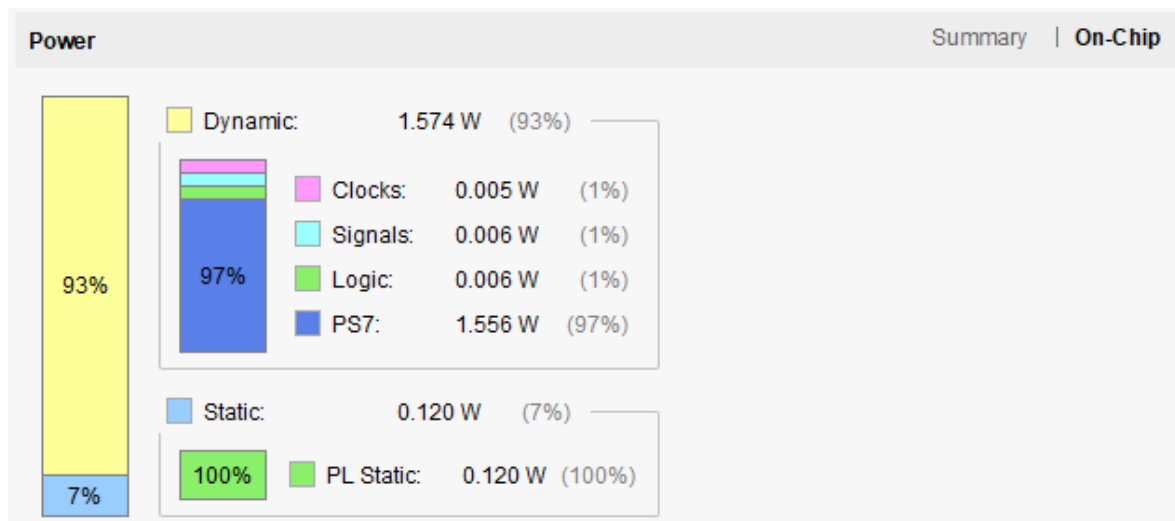 Power Summary | On-Chip
Dynamic: 1.574 W (93%)
Clocks: 0.005 W (1%)
Signals: 0.006 W (1%)
93% 97% Logic: 0.006 W (1%)
PS7: 1.556 W (97%)
Static: 0.120 W (7%)
100% PL Static: 0.120 W (100%)
7%